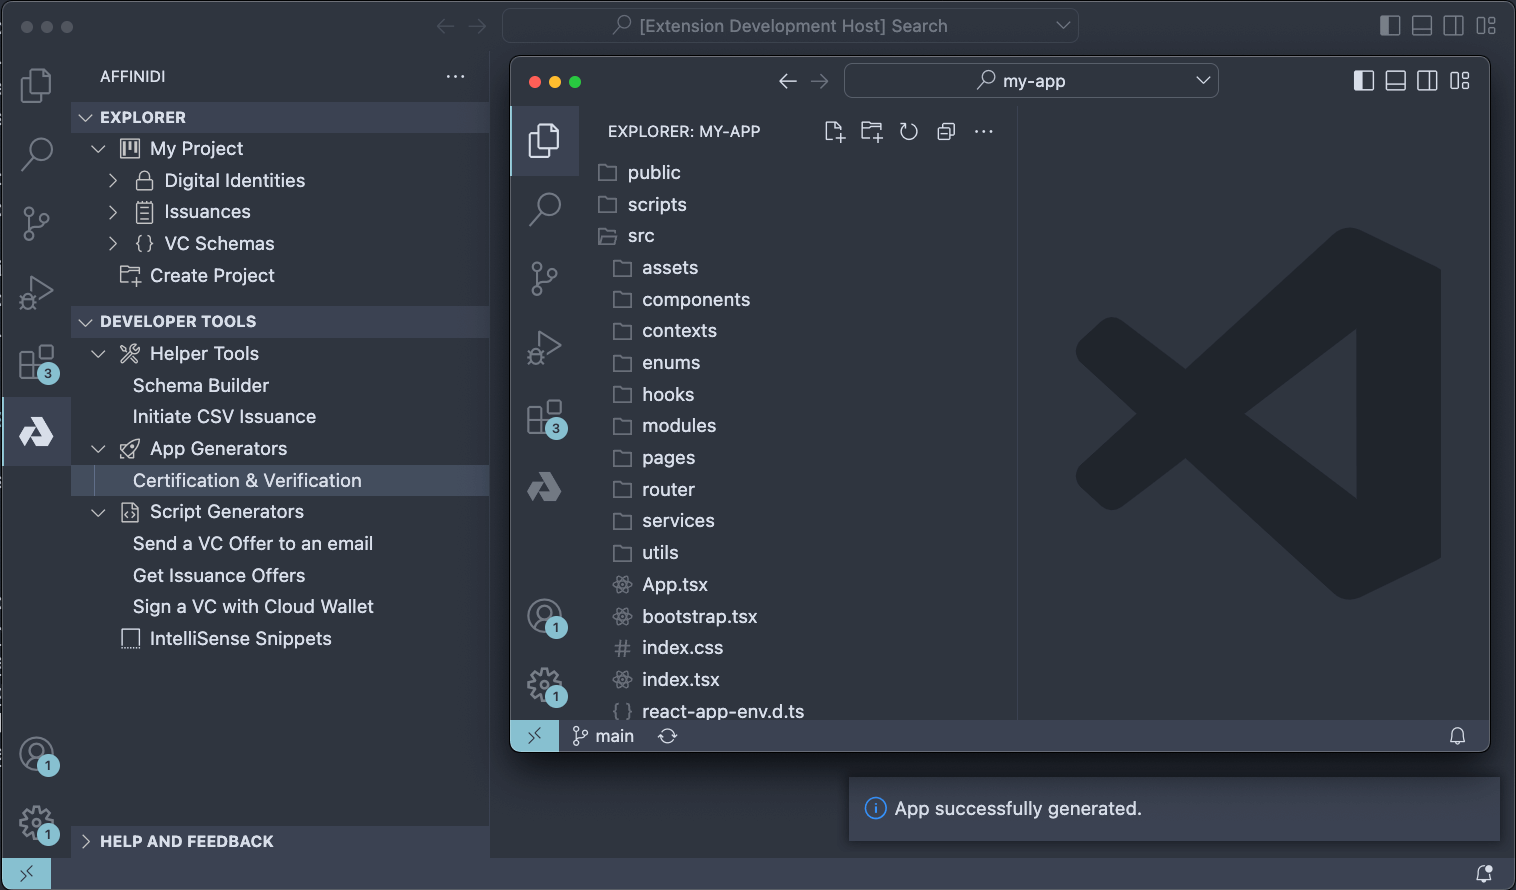 [Extension Development Host] Search
AFFINIDI
EXPLORER
My Project
Digital Identities
Issuances
VC Schemas
Create Project
DEVELOPER TOOLS
Helper Tools
Schema Builder
Initiate CSV Issuance
App Generators
Certification & Verification
Script Generators
Send a VC Offer to an email
Get Issuance Offers
Sign a VC with Cloud Wallet
IntelliSense Snippets
HELP AND FEEDBACK
3
1
1
my-app
EXPLORER: MY-APP
public
scripts
src
assets
components
contexts
enums
hooks
modules
pages
router
services
utils
App.tsx
bootstrap.tsx
# index.css
index.tsx
{} react-app-env.d.ts
3
1
1
main
App successfully generated.